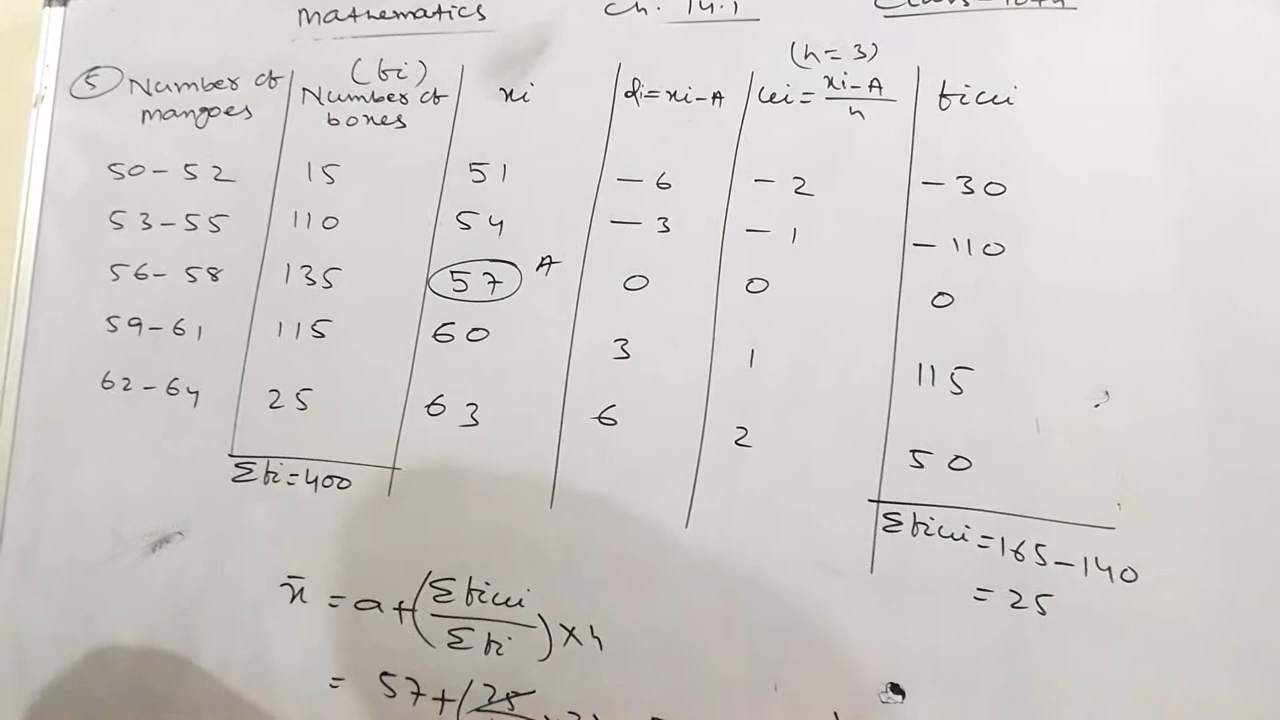 Mathematics Ch. 14.1 Class-10th
(h=3)
⑤ Number of mangoes (fi) Number of boxes xi di=xi-A ui=xi-A/h fiui
50-52 15 51 -6 -2 -30
53-55 110 54 -3 -1 -110
56-58 135 57 A 0 0 0
59-61 115 60 3 1 115
62-64 25 63 6 2 50
Σfi=400 Σfiui=165-140
=25
x̄ = a+(Σfiui/Σfi)×h
= 57+(25